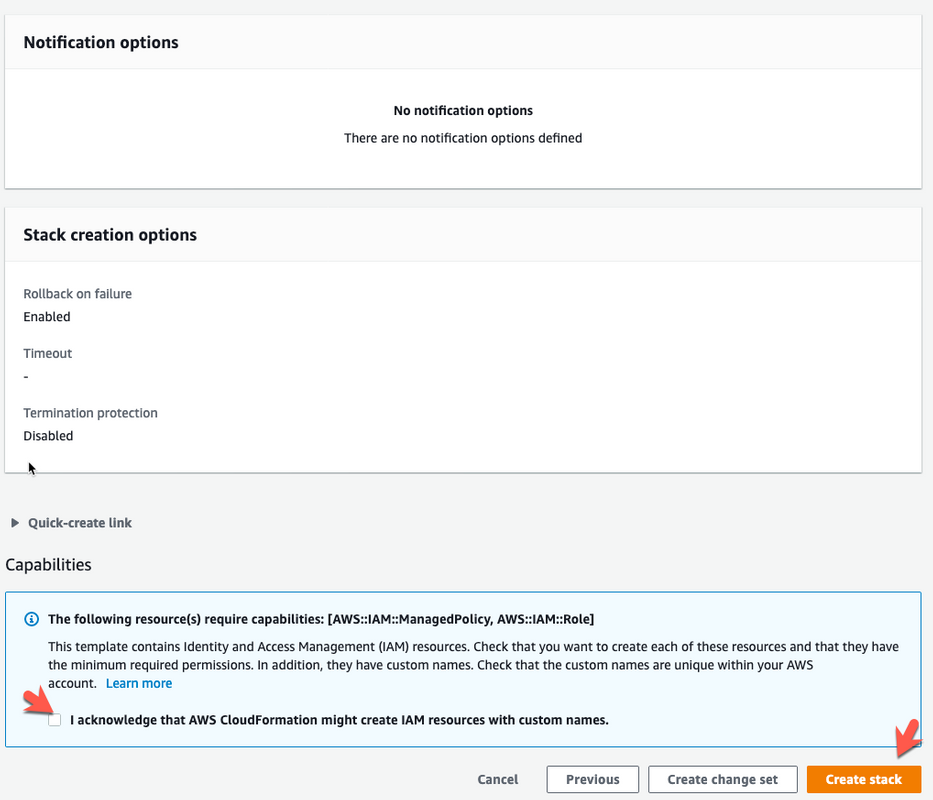 Notification options
No notification options
There are no notification options defined
Stack creation options
Rollback on failure
Enabled
Timeout
-
Termination protection
Disabled
Quick-create link
Capabilities
The following resource(s) require capabilities: [AWS::IAM::ManagedPolicy, AWS::IAM::Role]
This template contains Identity and Access Management (IAM) resources. Check that you want to create each of these resources and that they have
the minimum required permissions. In addition, they have custom names. Check that the custom names are unique within your AWS
account. Learn more
I acknowledge that AWS CloudFormation might create IAM resources with custom names.
Cancel Previous Create change set Create stack